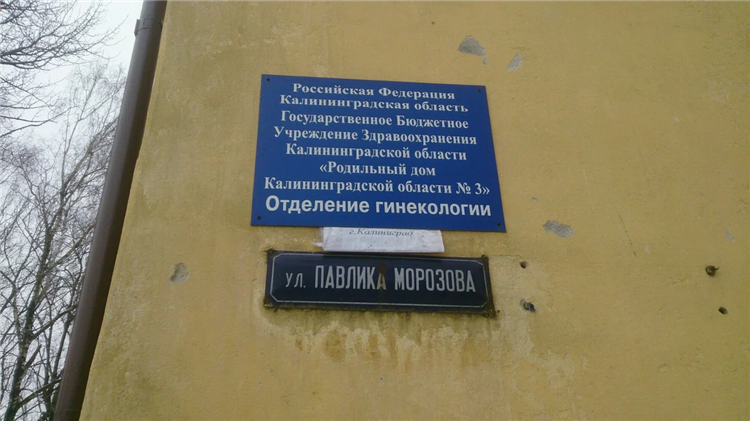 Российская Федерация
Калининградская область
Государственное Бюджетное
Учреждение Здравоохранения
Калининградской области
«Родильный дом
Калининградской области № 3»
Отделение гинекологии
г.Калининград
УЛ. ПАВЛИКА МОРОЗОВА